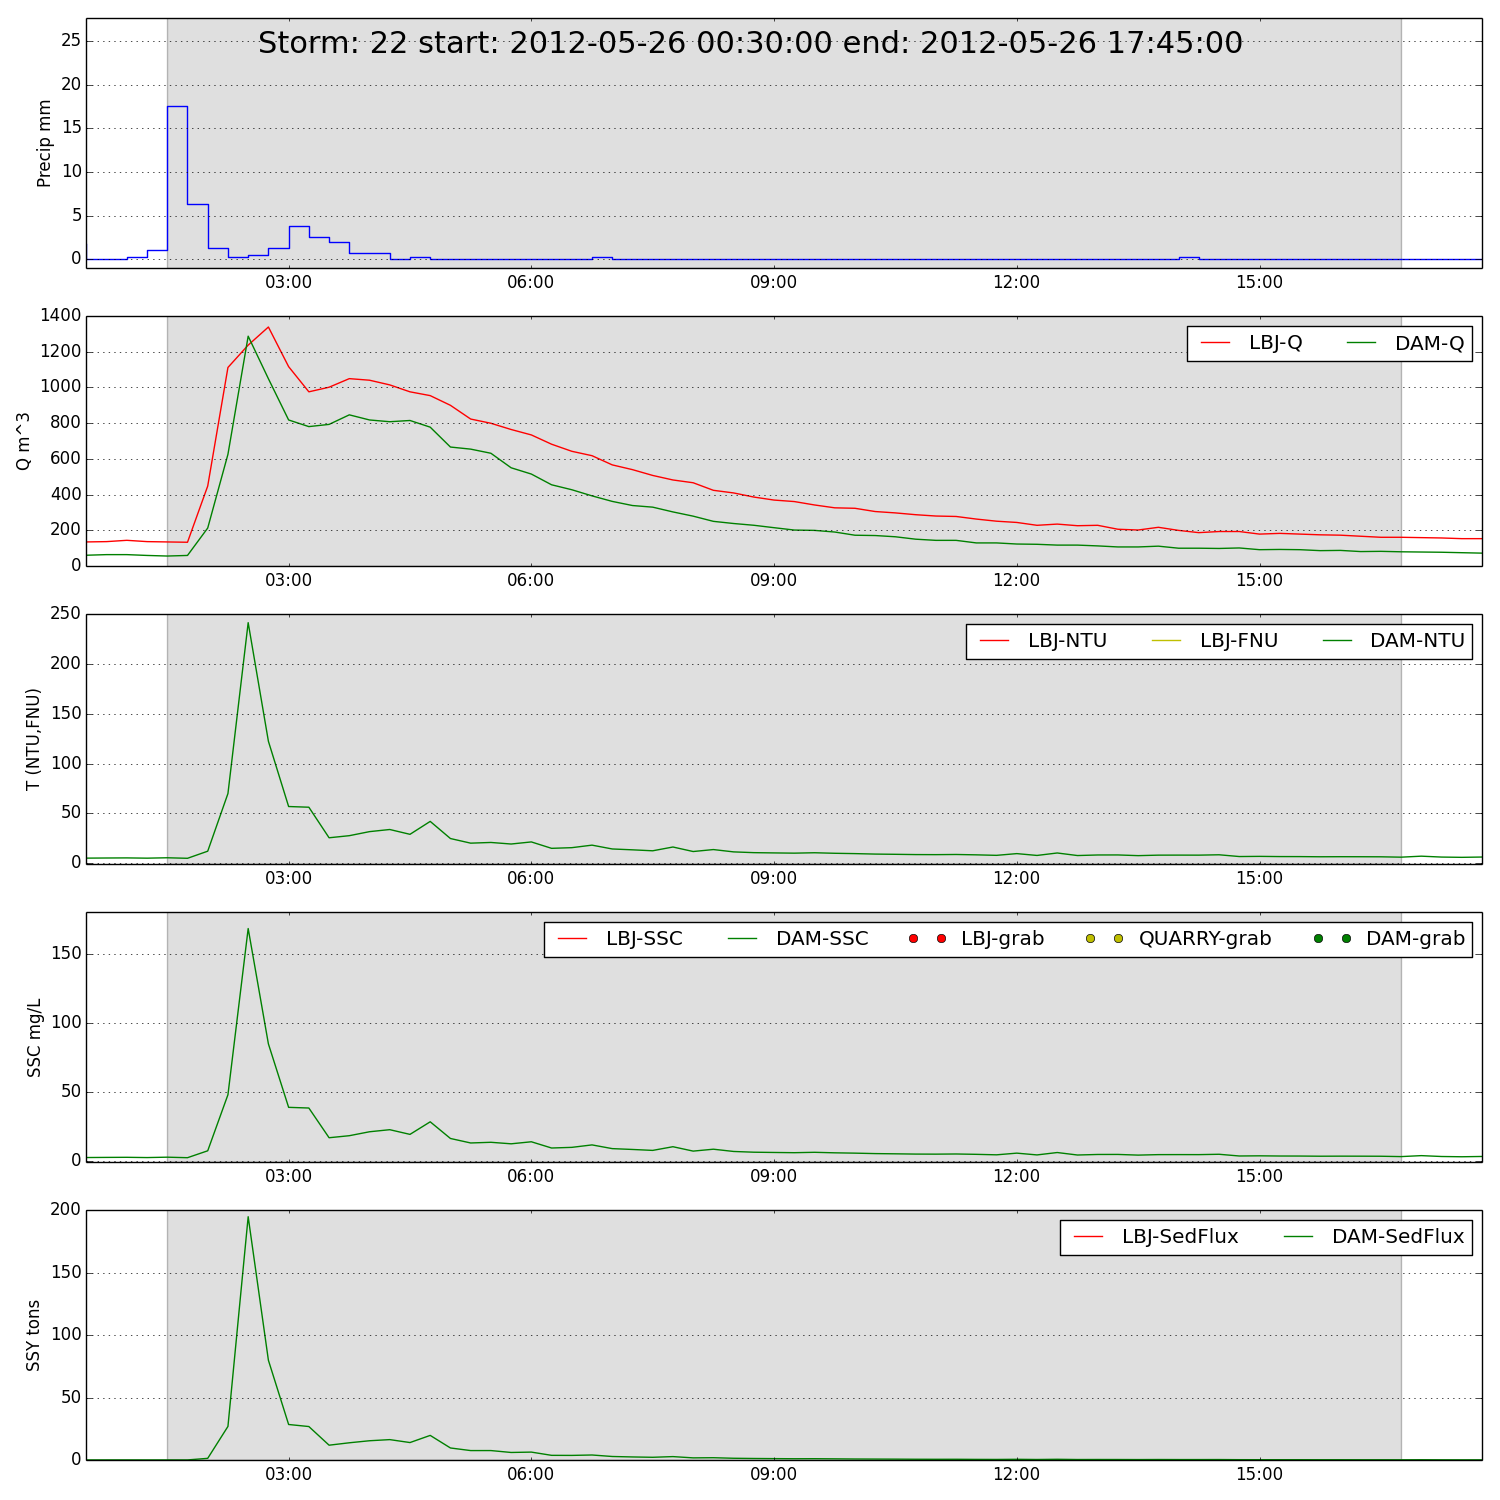 Storm: 22 start: 2012-05-26 00:30:00 end: 2012-05-26 17:45:00
Precip mm
25
20
15
10
5
0
03:00 06:00 09:00 12:00 15:00
LBJ-Q DAM-Q
Q m^3
1400
1200
1000
800
600
400
200
0
03:00 06:00 09:00 12:00 15:00
LBJ-NTU LBJ-FNU DAM-NTU
T (NTU,FNU)
250
200
150
100
50
0
03:00 06:00 09:00 12:00 15:00
LBJ-SSC DAM-SSC LBJ-grab QUARRY-grab DAM-grab
SSC mg/L
150
100
50
0
03:00 06:00 09:00 12:00 15:00
LBJ-SedFlux DAM-SedFlux
SSY tons
200
150
100
50
0
03:00 06:00 09:00 12:00 15:00